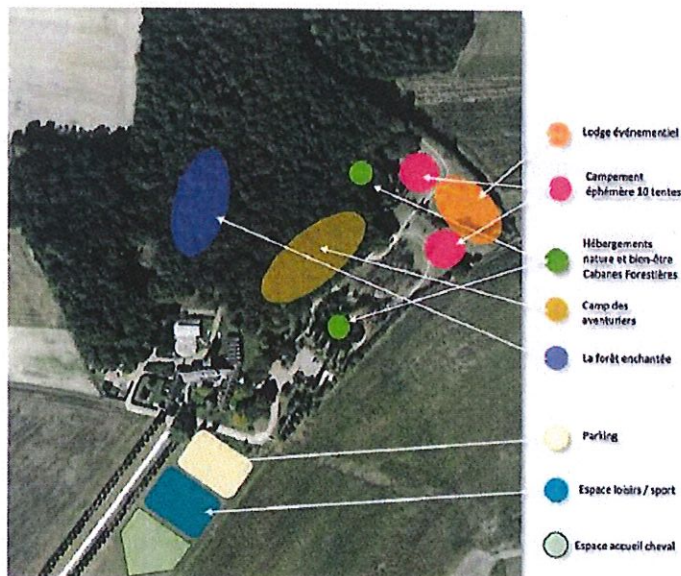 Lodge événementiel
Campement
éphémère 10 tentes
Hébergements
nature et bien-être
Cabanes Forestières
Camp des
aventuriers
La forêt enchantée
Parking
Espace loisirs / sport
Espace accueil cheval